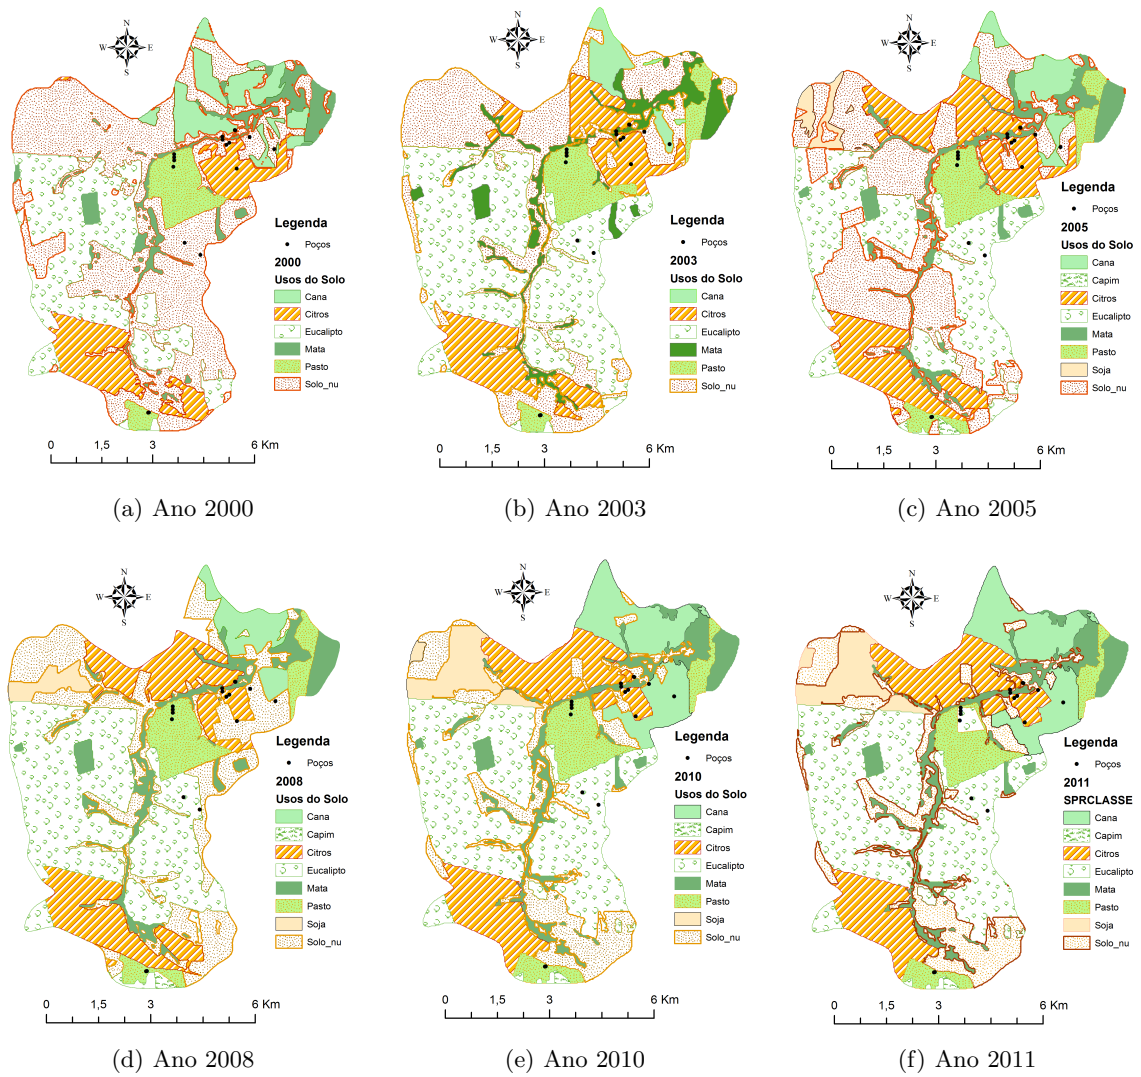 N
W E
S
Legenda
Poços
2000
Usos do Solo
Cana
Citros
Eucalipto
Mata
Pasto
Solo_nu
0 1,5 3 6 Km
(a) Ano 2000
N
W E
S
Legenda
Poços
2003
Usos do Solo
Cana
Citros
Eucalipto
Mata
Pasto
Solo_nu
0 1,5 3 6 Km
(b) Ano 2003
N
W E
S
Legenda
Poços
2005
Usos do Solo
Cana
Capim
Citros
Eucalipto
Mata
Pasto
Soja
Solo_nu
0 1,5 3 6 Km
(c) Ano 2005
N
W E
S
Legenda
Poços
2008
Usos do Solo
Cana
Capim
Citros
Eucalipto
Mata
Pasto
Soja
Solo_nu
0 1,5 3 6 Km
(d) Ano 2008
N
W E
S
Legenda
Poços
2010
Usos do Solo
Cana
Capim
Citros
Eucalipto
Mata
Pasto
Soja
Solo_nu
0 1,5 3 6 Km
(e) Ano 2010
N
W E
S
Legenda
Poços
2011
SPRCLASSE
Cana
Capim
Citros
Eucalipto
Mata
Pasto
Soja
Solo_nu
0 1,5 3 6 Km
(f) Ano 2011